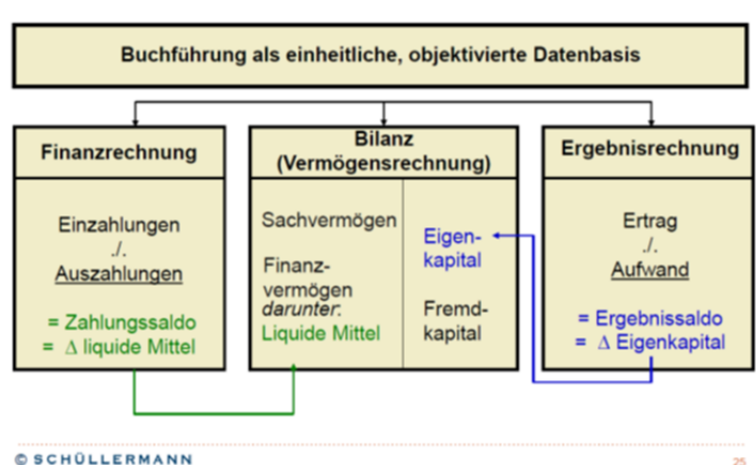 Buchführung als einheitliche, objektivierte Datenbasis
Finanzrechnung
Einzahlungen
./.
Auszahlungen
= Zahlungssaldo
= Δ liquide Mittel
Bilanz
(Vermögensrechnung)
Sachvermögen
Finanz-
vermögen
darunter:
Liquide Mittel
Eigen-
kapital
Fremd-
kapital
Ergebnisrechnung
Ertrag
./.
Aufwand
= Ergebnissaldo
= Δ Eigenkapital
© SCHÜLLERMANN
25